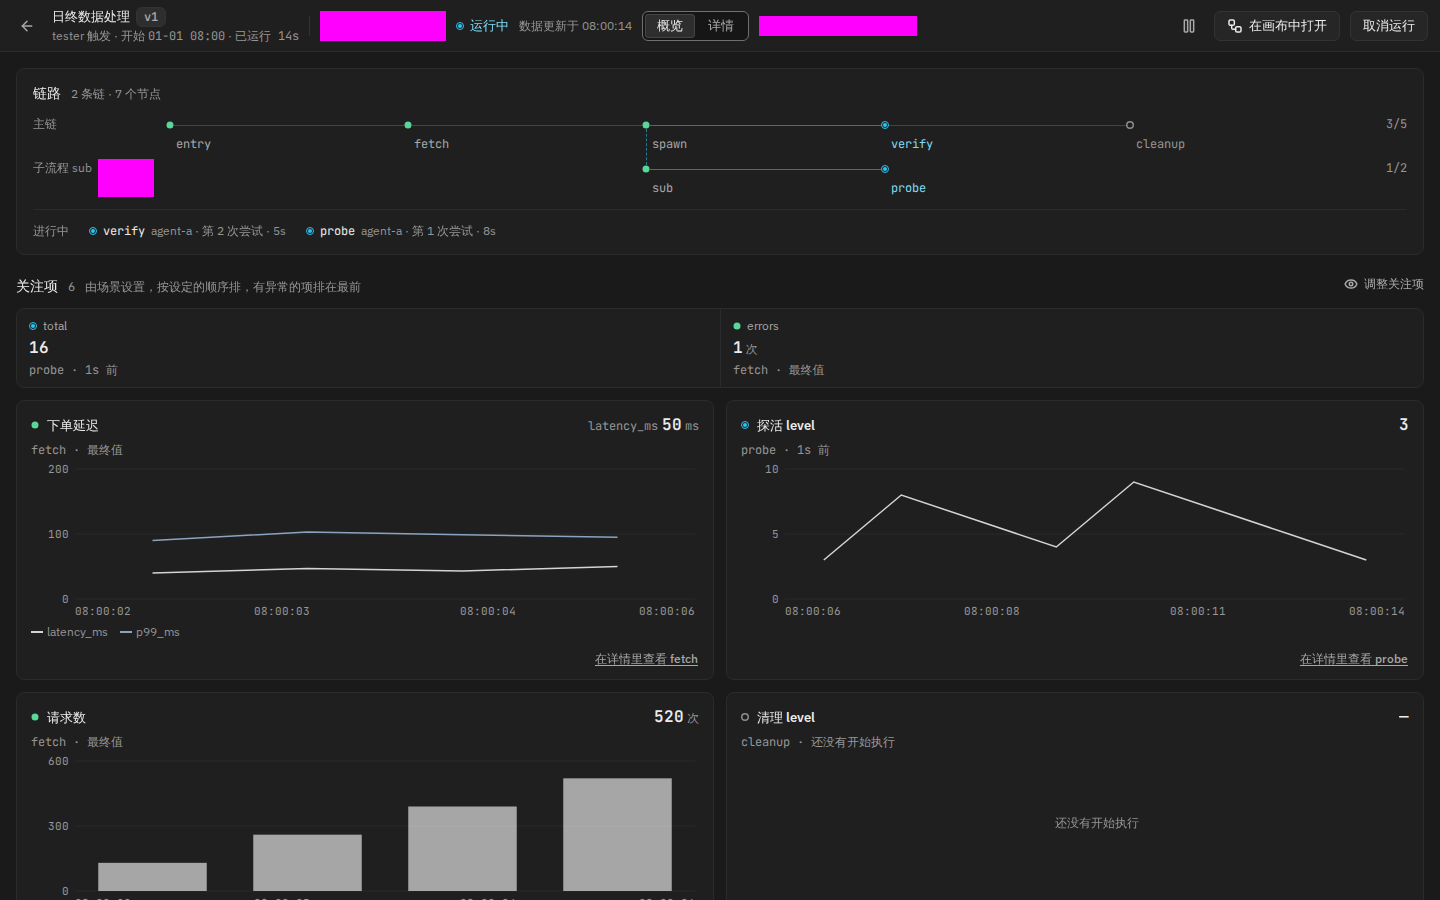 日终数据处理 v1
tester 触发 · 开始 01-01 08:00 · 已运行 14s
运行中 数据更新于 08:00:14
概览 详情
在画布中打开
取消运行
链路 2 条链 · 7 个节点
主链 3/5
entry fetch spawn verify cleanup
子流程 sub 1/2
sub probe
进行中 verify agent-a · 第 2 次尝试 · 5s probe agent-a · 第 1 次尝试 · 8s
关注项 6 由场景设置，按设定的顺序排，有异常的项排在最前
调整关注项
total
16
probe · 1s 前
errors
1 次
fetch · 最终值
下单延迟 latency_ms 50 ms
fetch · 最终值
200
100
0
08:00:02 08:00:03 08:00:04 08:00:06
latency_ms p99_ms
在详情里查看 fetch
探活 level 3
probe · 1s 前
10
5
0
08:00:06 08:00:08 08:00:11 08:00:14
在详情里查看 probe
请求数 520 次
fetch · 最终值
600
300
0
清理 level —
cleanup · 还没有开始执行
还没有开始执行